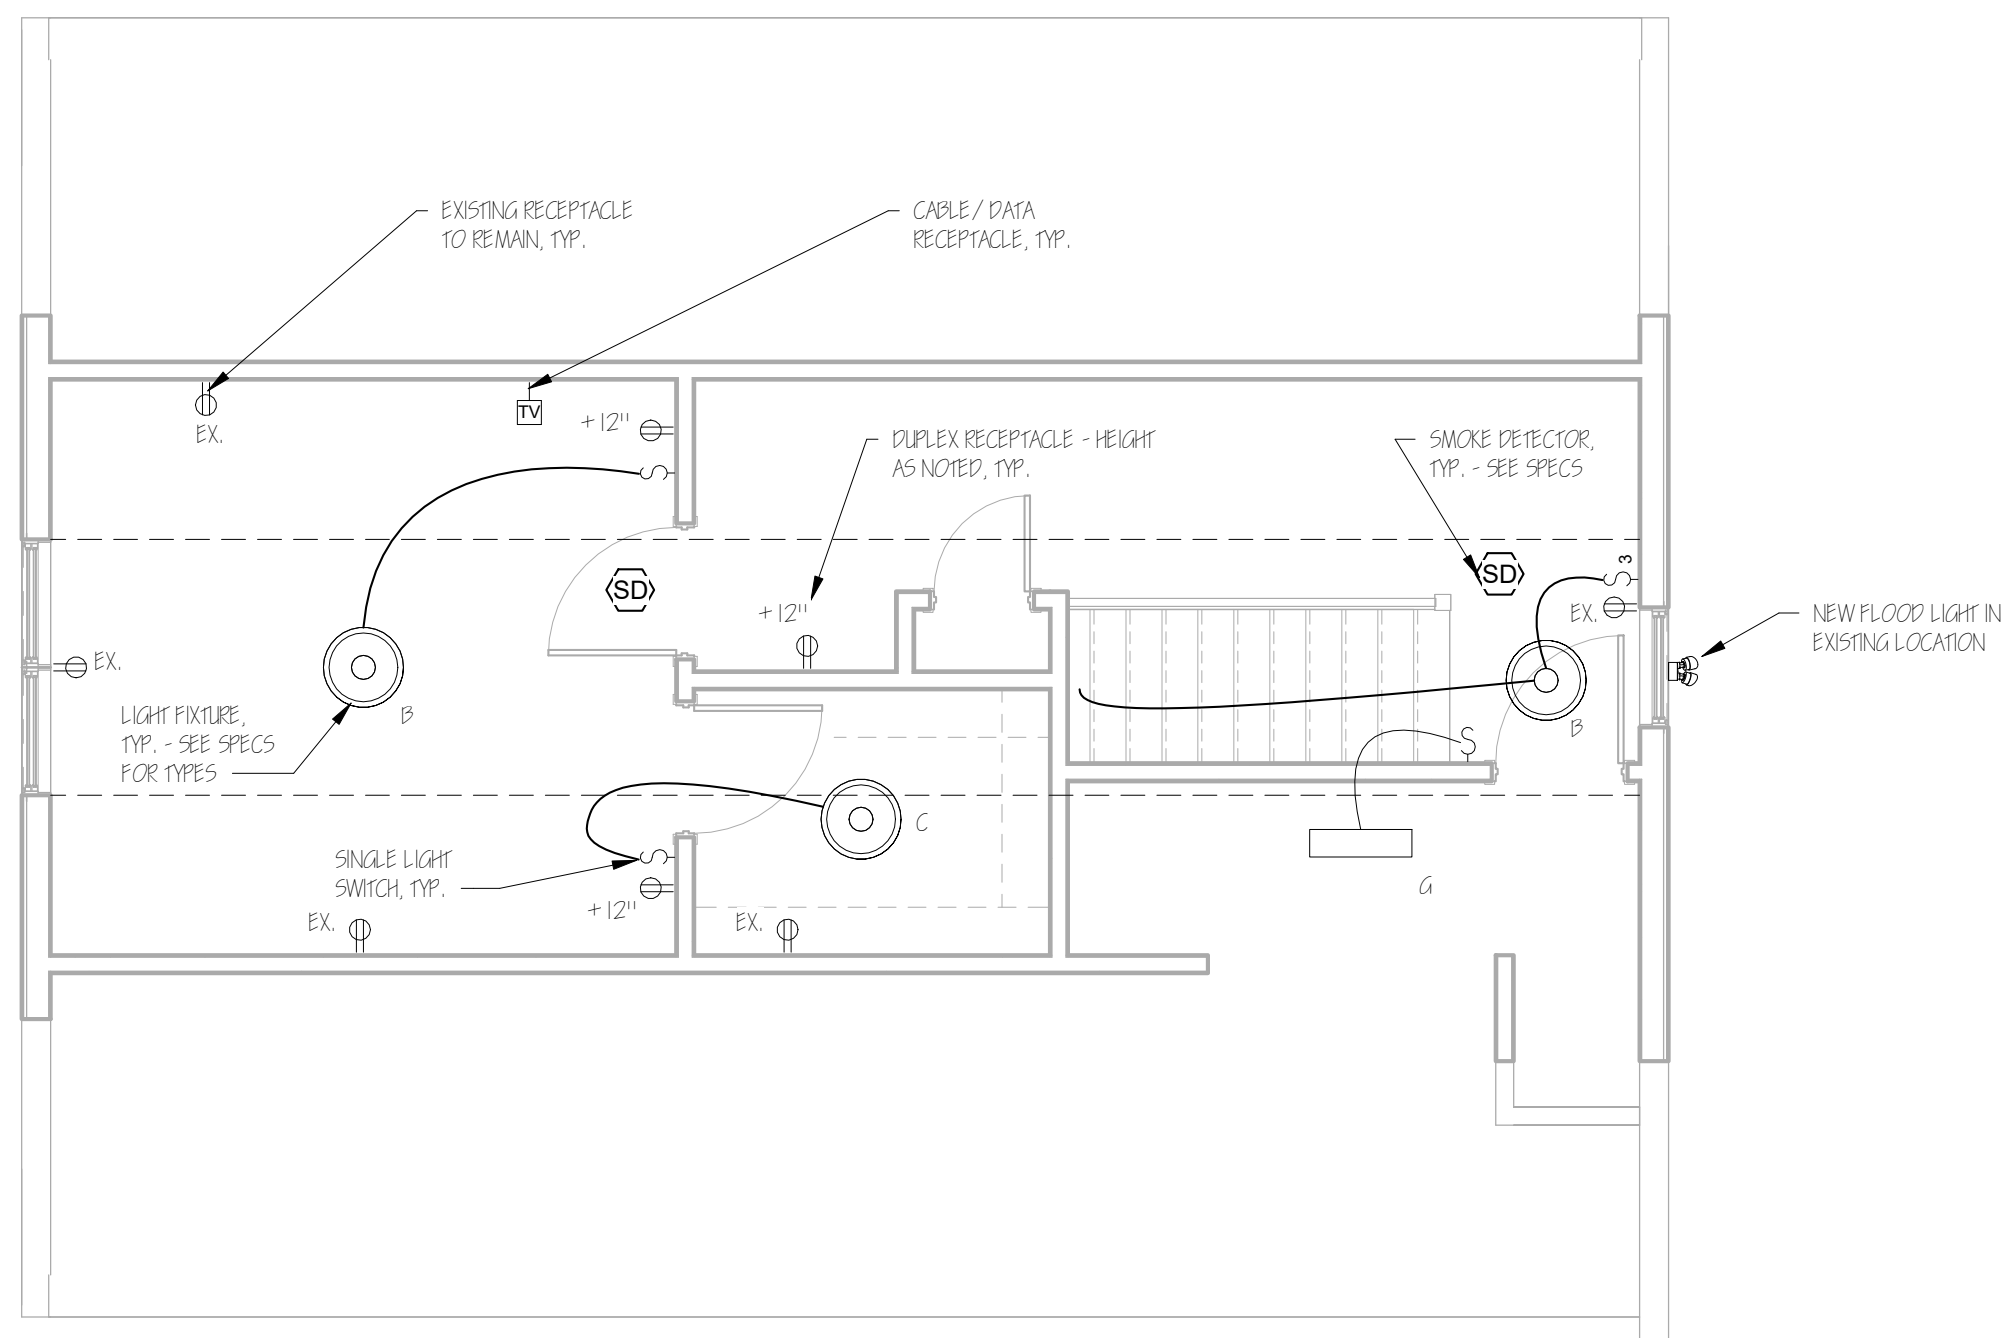 EXISTING RECEPTACLE
TO REMAIN, TYP.
CABLE / DATA
RECEPTACLE, TYP.
EX.
TV
+12"
DUPLEX RECEPTACLE - HEIGHT
AS NOTED, TYP.
SMOKE DETECTOR,
TYP. - SEE SPECS
S
SD
+12"
SD
S 3
EX.
NEW FLOOD LIGHT IN
EXISTING LOCATION
EX.
B
LIGHT FIXTURE,
TYP. - SEE SPECS
FOR TYPES
B
S
C
SINGLE LIGHT
SWITCH, TYP.
S
+12"
G
EX.
EX.